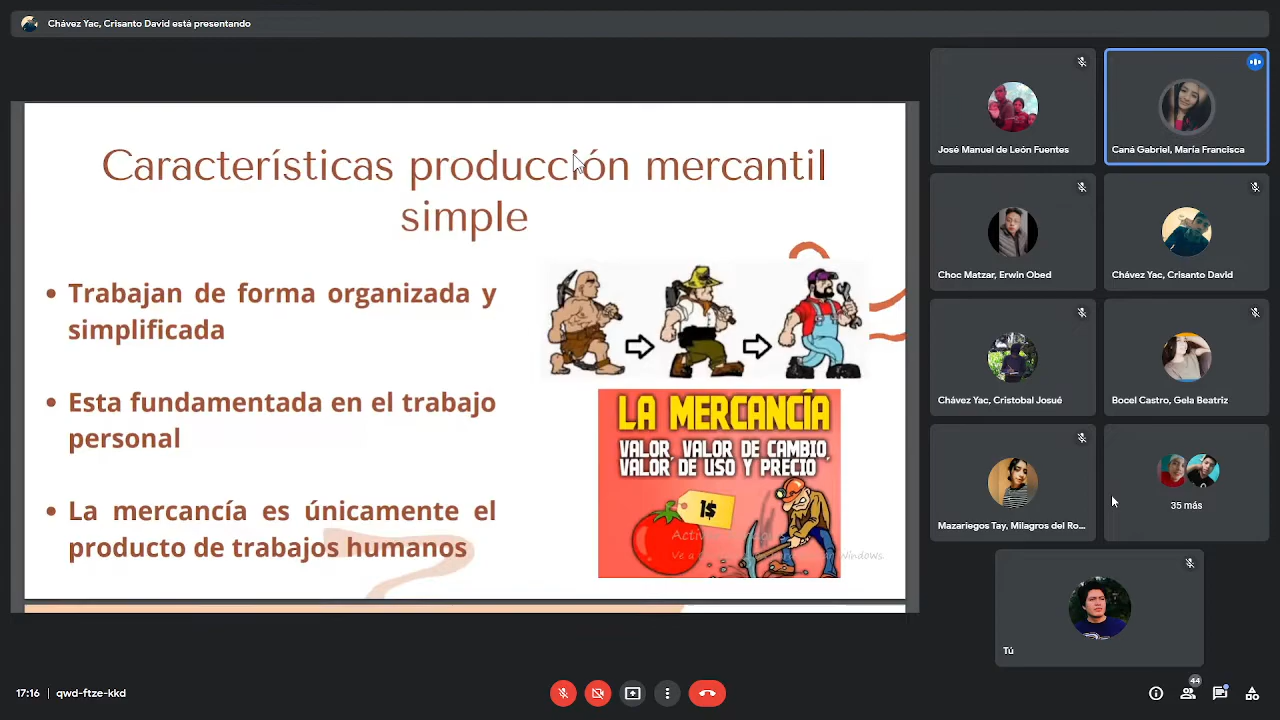 Chávez Yac, Crisanto David está presentando
Características producción mercantil
simple
• Trabajan de forma organizada y
simplificada
• Esta fundamentada en el trabajo
personal
• La mercancía es únicamente el
producto de trabajos humanos
LA MERCANCÍA
VALOR, VALOR DE CAMBIO,
VALOR DE USO Y PRECIO
1$
José Manuel de León Fuentes
Caná Gabriel, María Francisca
Choc Matzar, Erwin Obed
Chávez Yac, Crisanto David
Chávez Yac, Cristobal Josué
Bocel Castro, Gela Beatriz
Mazariegos Tay, Milagros del Ro...
35 más
Tú
17:16 | qwd-ftze-kkd
44